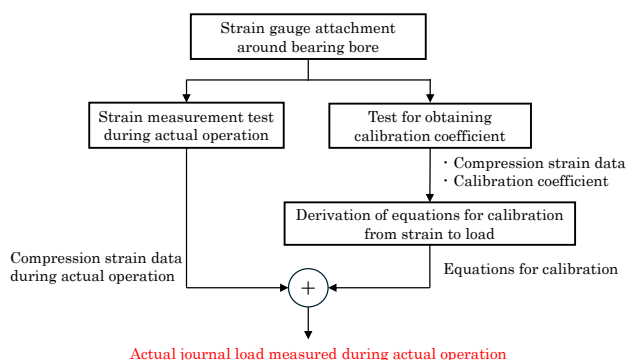 Strain gauge attachment
around bearing bore
Strain measurement test
during actual operation
Test for obtaining
calibration coefficient
・Compression strain data
・Calibration coefficient
Derivation of equations for calibration
from strain to load
Compression strain data
during actual operation
Equations for calibration
+
Actual journal load measured during actual operation